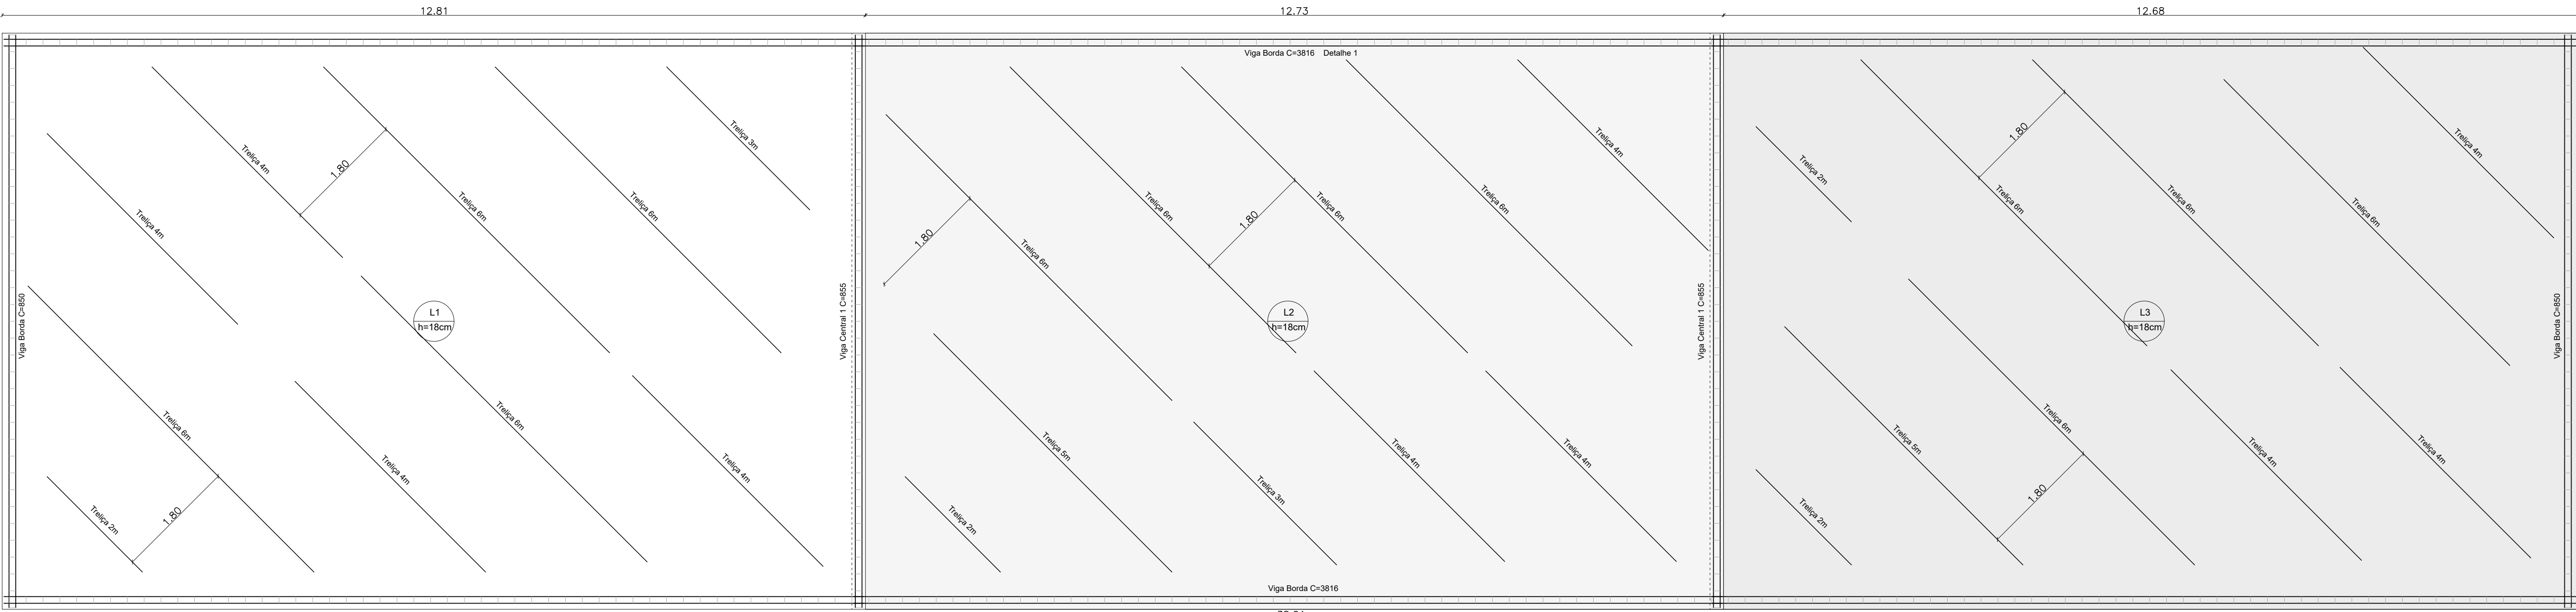 12.81
12.73
12.68
Viga Borda C=3816 Detalhe 1
Viga Borda C=850
Treliça 4m
Treliça 4m
1.80
Treliça 6m
Treliça 6m
Treliça 3m
L1
h=18cm
Treliça 6m
Treliça 2m
1.80
Treliça 4m
Treliça 6m
Treliça 4m
Viga Central 1 C=855
1.80
Treliça 6m
Treliça 6m
1.80
Treliça 6m
Treliça 6m
Treliça 4m
L2
h=18cm
Treliça 5m
Treliça 2m
Treliça 3m
Treliça 4m
Treliça 4m
Viga Central 1 C=855
Treliça 2m
1.80
Treliça 6m
Treliça 6m
Treliça 6m
Treliça 4m
L3
h=18cm
Treliça 5m
Treliça 6m
1.80
Treliça 2m
Treliça 4m
Treliça 4m
Viga Borda C=850
Viga Borda C=3816